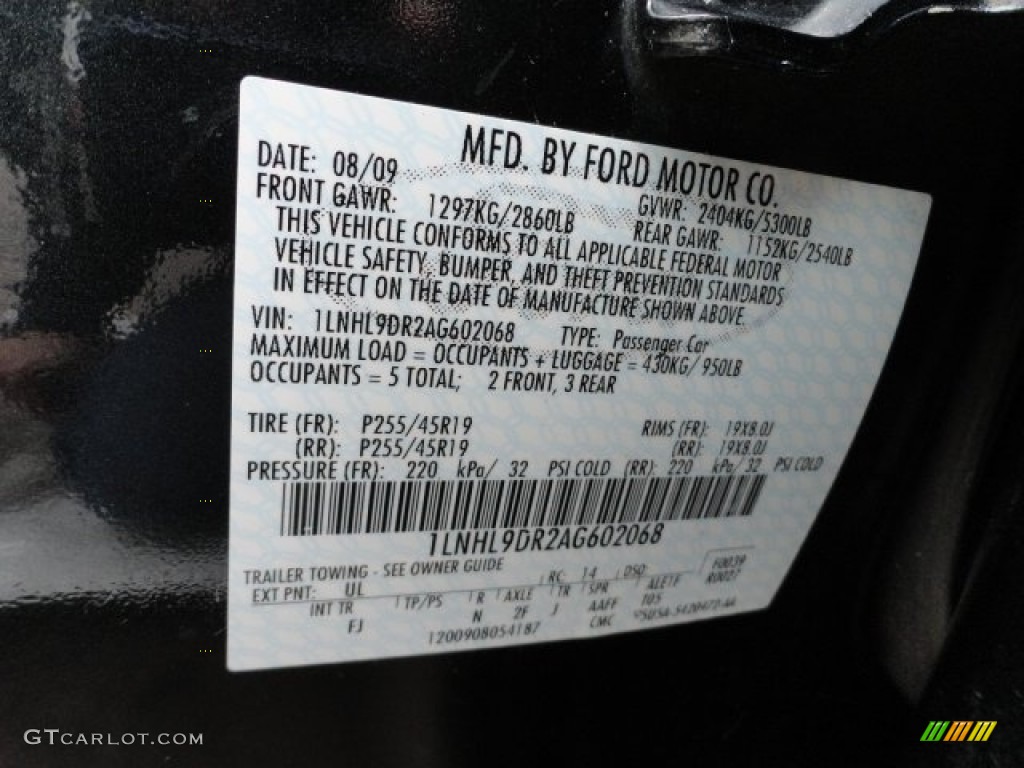 MFD. BY FORD MOTOR CO.
DATE: 08/09 GVWR: 2404KG/5300LB
FRONT GAWR: 1297KG/2860LB REAR GAWR: 1152KG/2540LB
THIS VEHICLE CONFORMS TO ALL APPLICABLE FEDERAL MOTOR
VEHICLE SAFETY, BUMPER, AND THEFT PREVENTION STANDARDS
IN EFFECT ON THE DATE OF MANUFACTURE SHOWN ABOVE.
VIN: 1LNHL9DR2AG602068 TYPE: Passenger Car
MAXIMUM LOAD = OCCUPANTS + LUGGAGE = 430KG/ 950LB
OCCUPANTS = 5 TOTAL; 2 FRONT, 3 REAR
TIRE (FR): P255/45R19 RIMS (FR): 19X8.0J
(RR): P255/45R19 (RR): 19X8.0J
PRESSURE (FR): 220 kPa/ 32 PSI COLD (RR): 220 kPa/ 32 PSI COLD
1LNHL9DR2AG602068
TRAILER TOWING - SEE OWNER GUIDE F0039
EXT PNT: UL RC: 14 DSO: R0027
INT TR TP/PS R AXLE TR SPR ALETF
FJ N 2F J AAFF T05
1200908054187 CMC
GTCARLOT.COM